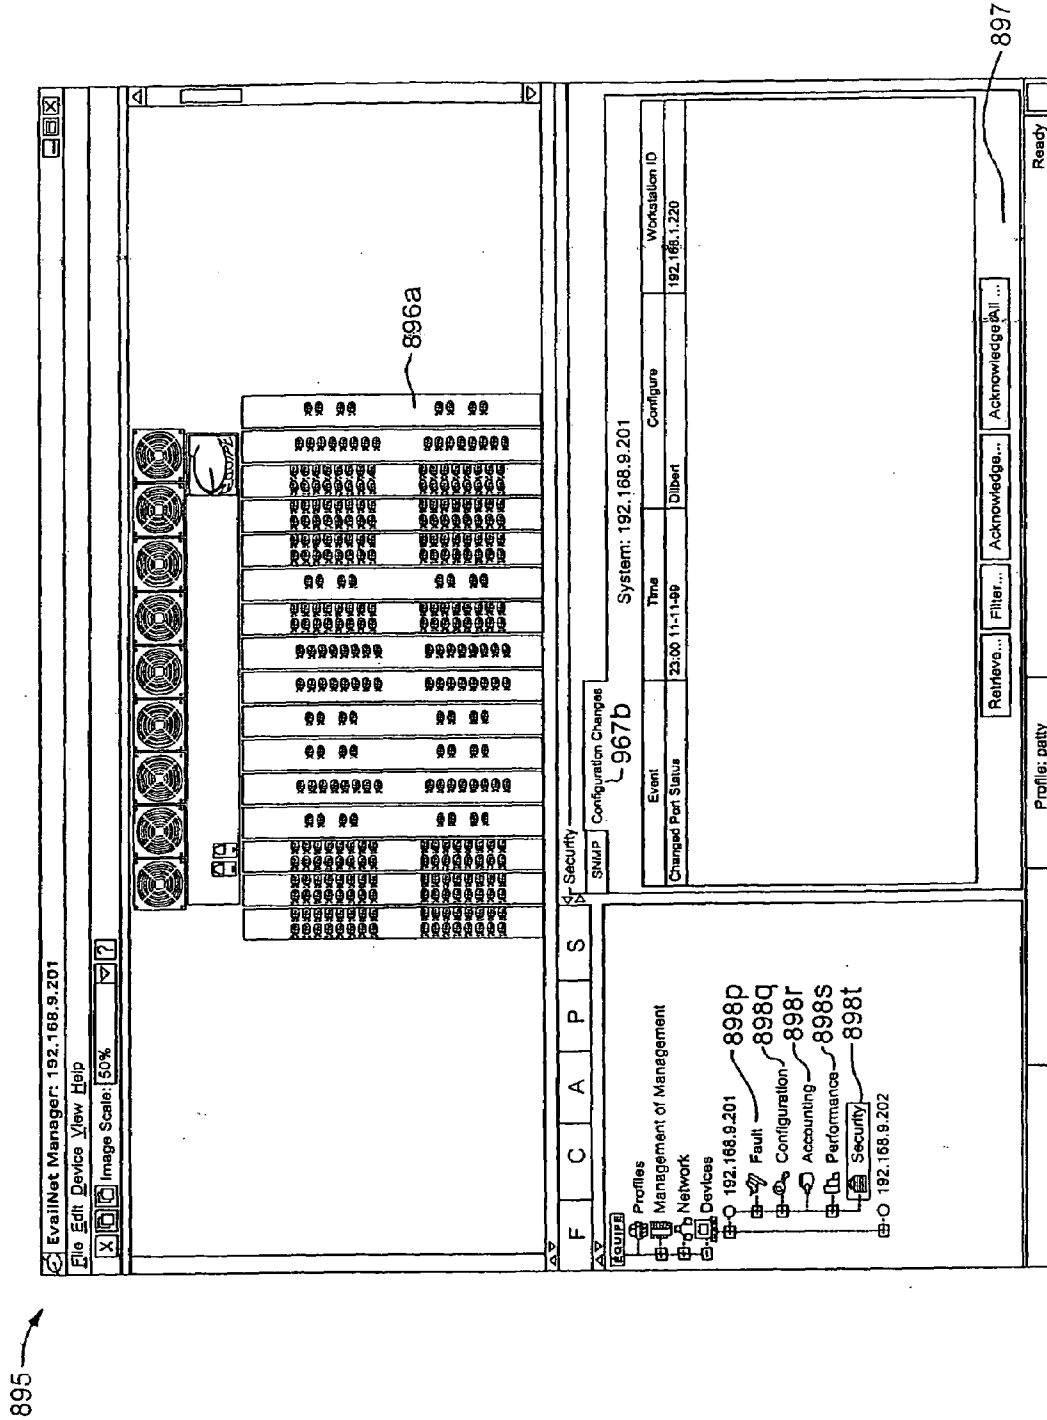 895
EvailNet Manager: 192.168.9.201
File Edit Device View Help
Image Scale: 50%
?
896a
F C A P S
EQUIPE
Profiles
Management of Management
Network
Devices
192.168.9.201
898p
Fault
898q
Configuration
898r
Accounting
898s
Performance
898t
Security
192.168.9.202
Security
SNMP
Configuration Changes
967b
System: 192.168.9.201
Event Time Configure Workstation ID
Changed Port Status 23:00 11-11-99 Dilbert 192.168.1.220
Retrieve... Filter... Acknowledge... Acknowledge All ...
897
Profile: patty
Ready